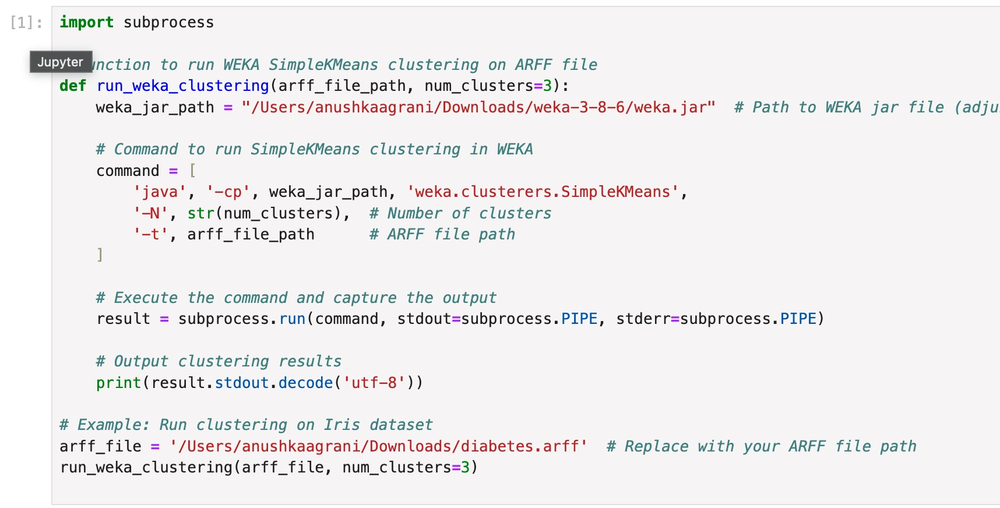 [1]:
import subprocess
Jupyter
unction to run WEKA SimpleKMeans clustering on ARFF file
def run_weka_clustering(arff_file_path, num_clusters=3):
    weka_jar_path = "/Users/anushkaagrani/Downloads/weka-3-8-6/weka.jar"  # Path to WEKA jar file (adju
    # Command to run SimpleKMeans clustering in WEKA
    command = [
        'java', '-cp', weka_jar_path, 'weka.clusterers.SimpleKMeans',
        '-N', str(num_clusters),  # Number of clusters
        '-t', arff_file_path      # ARFF file path
    ]
    # Execute the command and capture the output
    result = subprocess.run(command, stdout=subprocess.PIPE, stderr=subprocess.PIPE)
    # Output clustering results
    print(result.stdout.decode('utf-8'))
# Example: Run clustering on Iris dataset
arff_file = '/Users/anushkaagrani/Downloads/diabetes.arff'  # Replace with your ARFF file path
run_weka_clustering(arff_file, num_clusters=3)